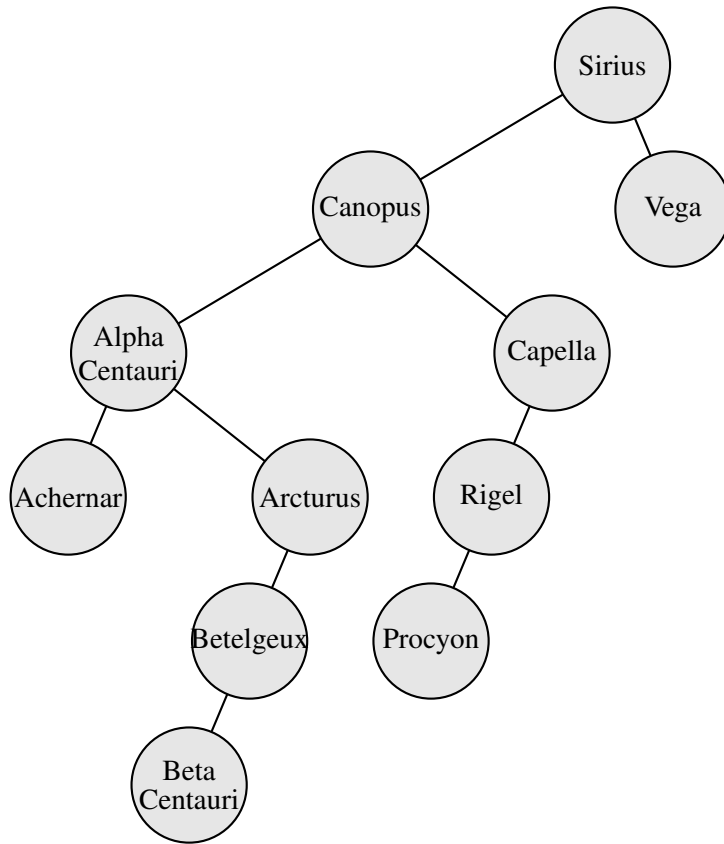 Sirius
Canopus
Vega
Alpha
Centauri
Capella
Achernar
Arcturus
Rigel
Betelgeux
Procyon
Beta
Centauri